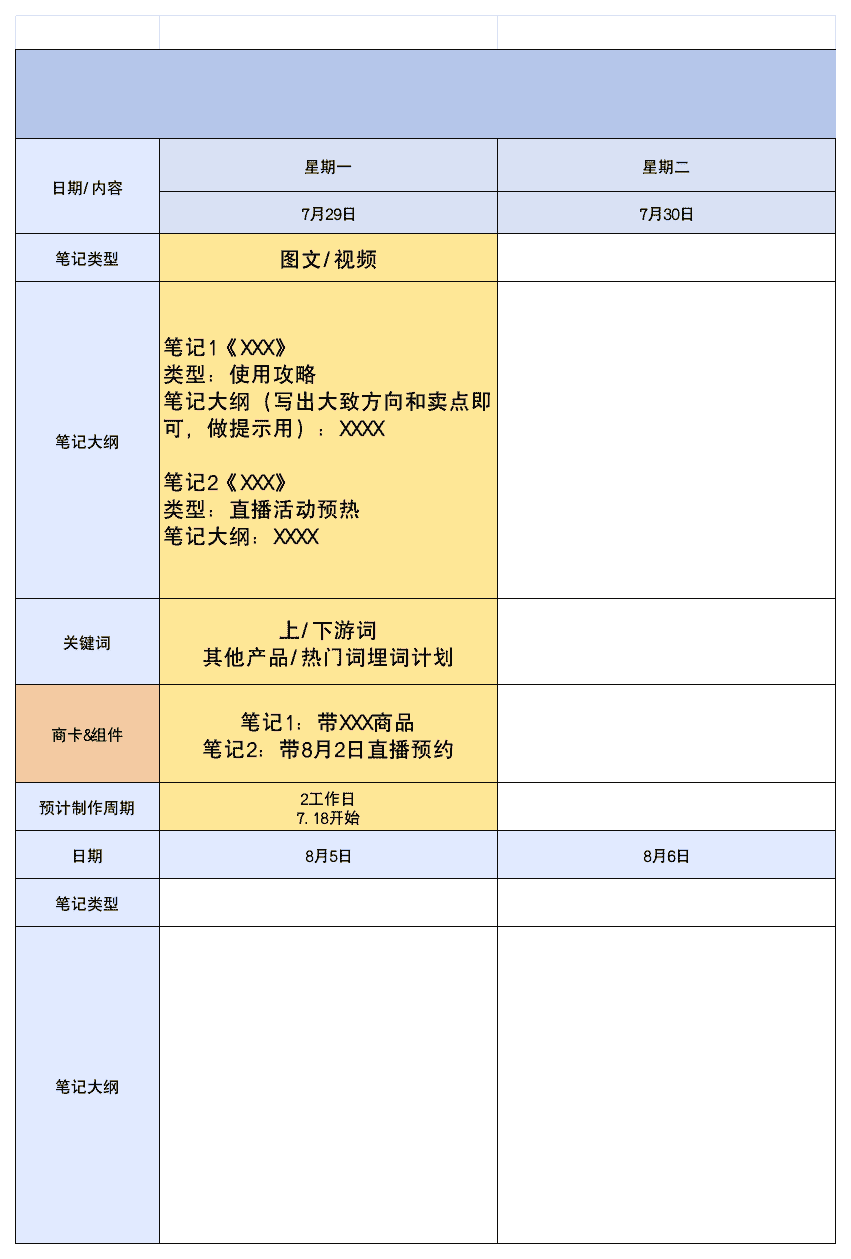 日期/内容
星期一
星期二
7月29日
7月30日
笔记类型
图文/视频
笔记大纲
笔记1《XXX》
类型：使用攻略
笔记大纲（写出大致方向和卖点即
可，做提示用）：XXXX
笔记2《XXX》
类型：直播活动预热
笔记大纲：XXXX
关键词
上/下游词
其他产品/热门词埋词计划
商卡&组件
笔记1：带XXX商品
笔记2：带8月2日直播预约
预计制作周期
2工作日
7.18开始
日期
8月5日
8月6日
笔记类型
笔记大纲